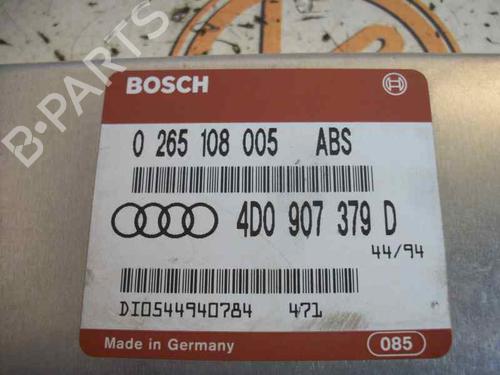 BOSCH
0 265 108 005 ABS
4D0 907 379 D
44/94
DI0544940784 471
Made in Germany 085
B-PARTS